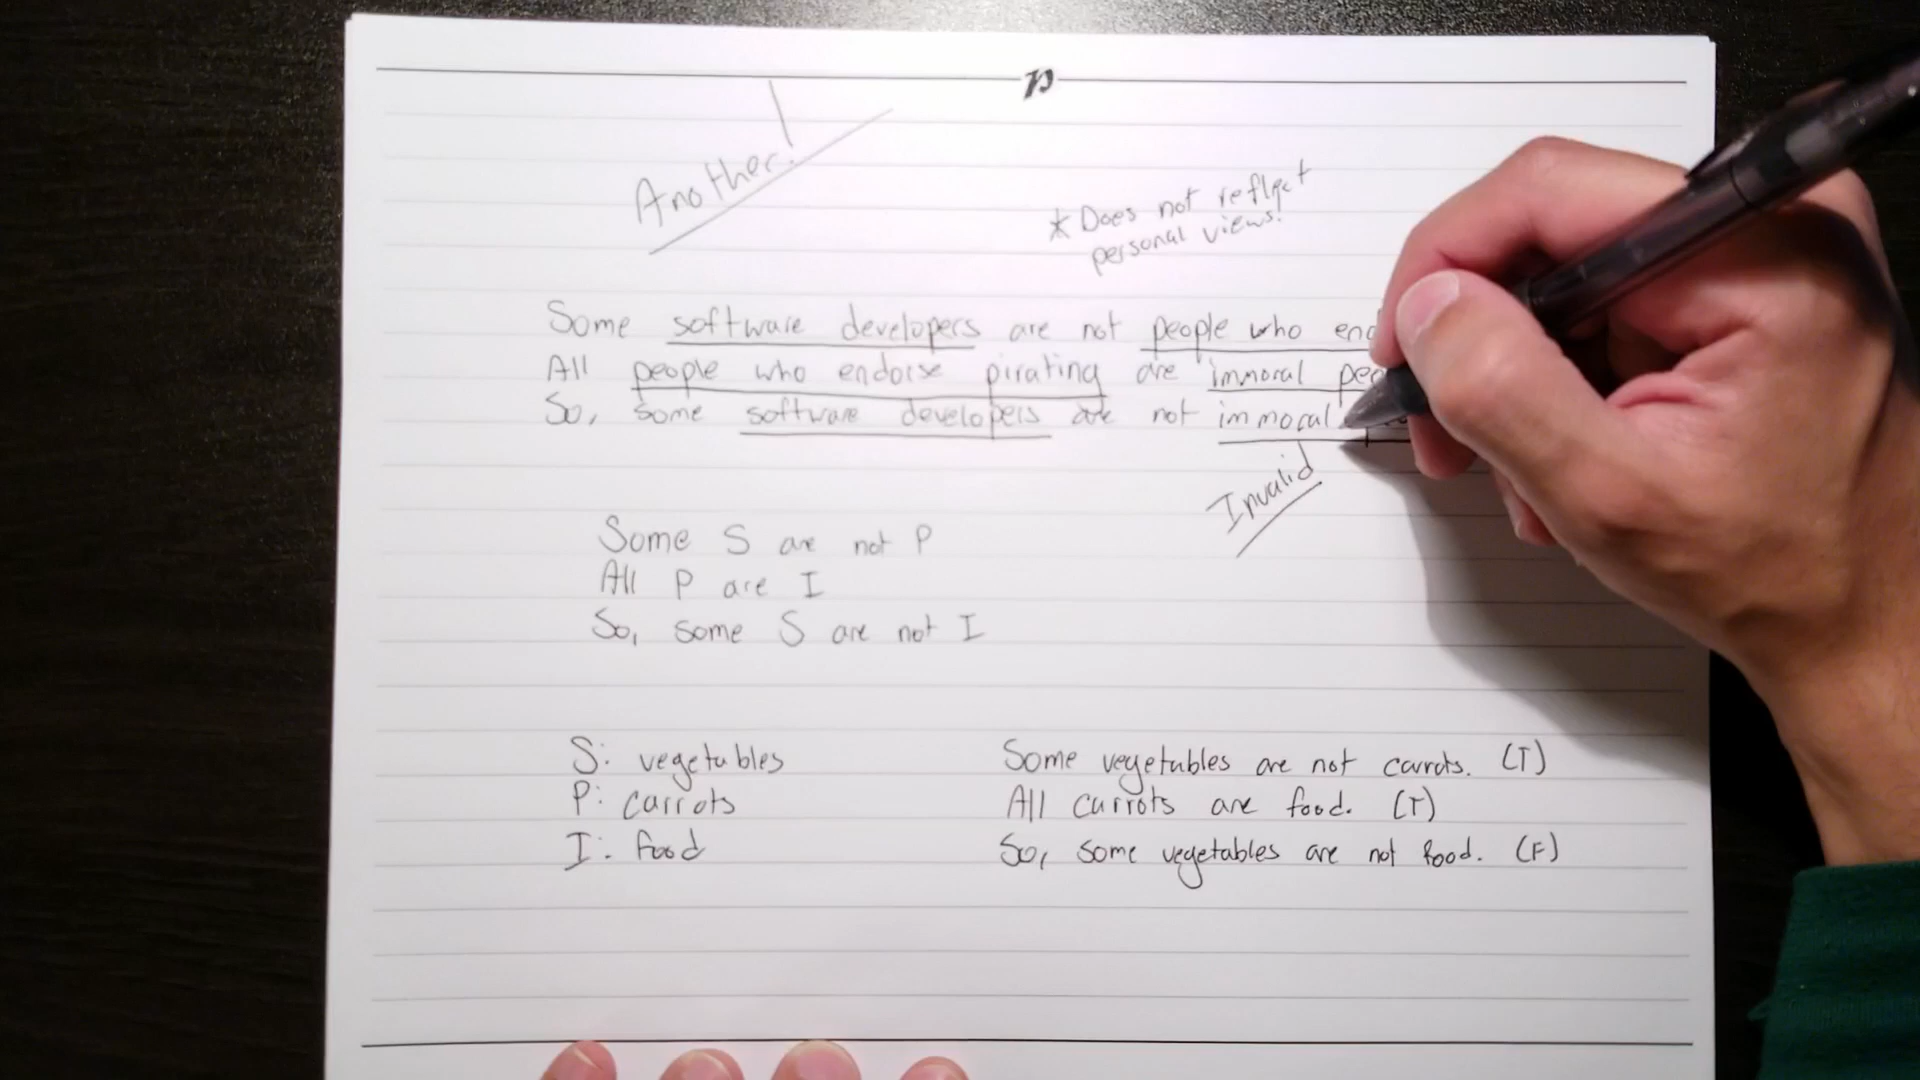 Another!
* Does not reflect
personal views.
Some software developers are not people who
All people who endorse pirating are immoral
So, some software developers are not immoral
Invalid
Some S are not P
All P are I
So, some S are not I
S: vegetables
P: carrots
I: food
Some vegetables are not carrots. (T)
All carrots are food. (T)
So, some vegetables are not food. (F)